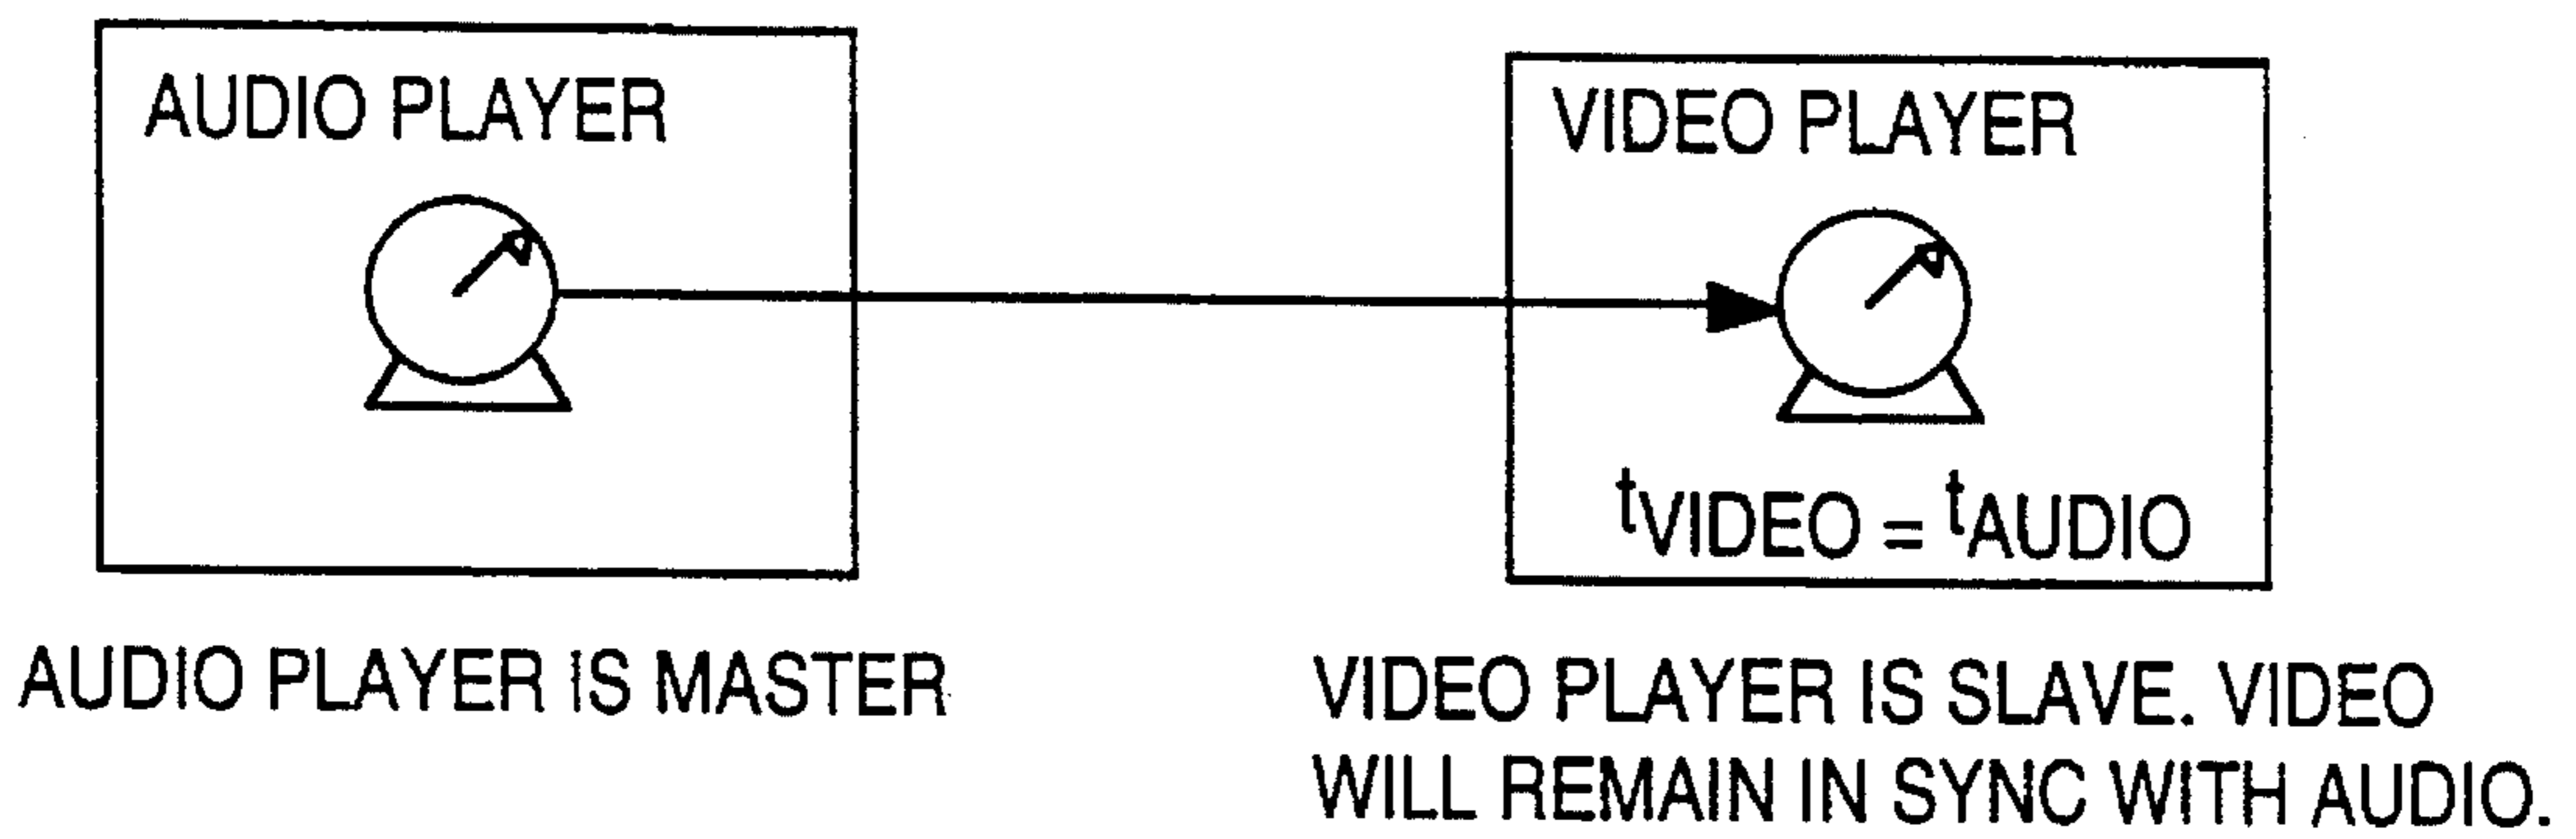 AUDIO PLAYER
VIDEO PLAYER
tVIDEO = tAUDIO
AUDIO PLAYER IS MASTER
VIDEO PLAYER IS SLAVE. VIDEO
WILL REMAIN IN SYNC WITH AUDIO.